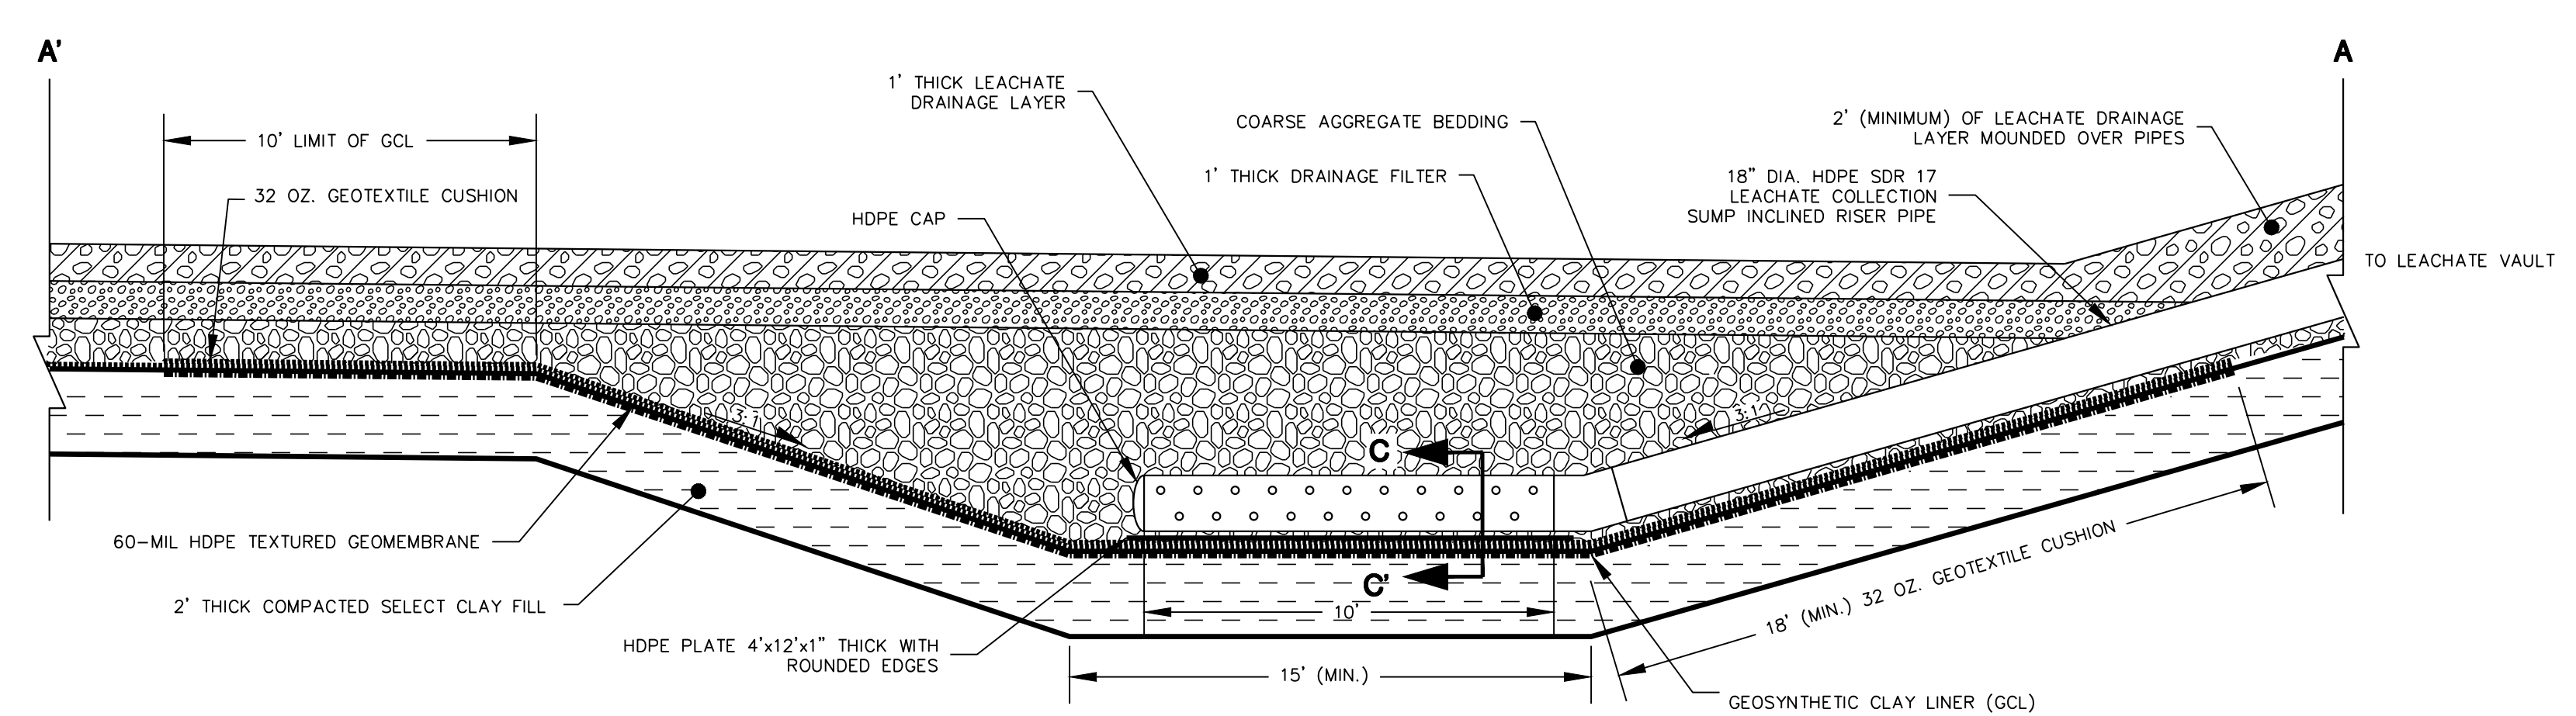 A'
A
1' THICK LEACHATE
DRAINAGE LAYER
COARSE AGGREGATE BEDDING
2' (MINIMUM) OF LEACHATE DRAINAGE
LAYER MOUNDED OVER PIPES
10' LIMIT OF GCL
1' THICK DRAINAGE FILTER
18" DIA. HDPE SDR 17
LEACHATE COLLECTION
SUMP INCLINED RISER PIPE
32 OZ. GEOTEXTILE CUSHION
HDPE CAP
TO LEACHATE VAULT
3:1
3:1
C
C'
60-MIL HDPE TEXTURED GEOMEMBRANE
2' THICK COMPACTED SELECT CLAY FILL
10'
18' (MIN.) 32 OZ. GEOTEXTILE CUSHION
HDPE PLATE 4'x12'x1" THICK WITH
ROUNDED EDGES
15' (MIN.)
GEOSYNTHETIC CLAY LINER (GCL)